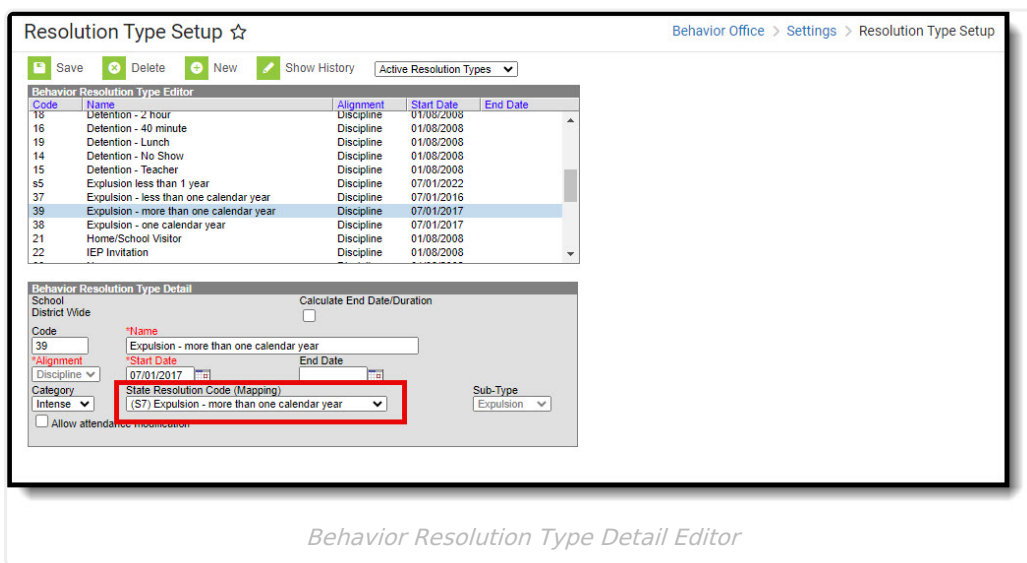 Resolution Type Setup ☆ Behavior Office > Settings > Resolution Type Setup
Save Delete New Show History Active Resolution Types
Behavior Resolution Type Editor
Code Name Alignment Start Date End Date
18 Detention - 2 hour Discipline 01/08/2008
16 Detention - 40 minute Discipline 01/08/2008
19 Detention - Lunch Discipline 01/08/2008
14 Detention - No Show Discipline 01/08/2008
15 Detention - Teacher Discipline 01/08/2008
s5 Explusion less than 1 year Discipline 07/01/2022
37 Expulsion - less than one calendar year Discipline 07/01/2016
39 Expulsion - more than one calendar year Discipline 07/01/2017
38 Expulsion - one calendar year Discipline 07/01/2017
21 Home/School Visitor Discipline 01/08/2008
22 IEP Invitation Discipline 01/08/2008
Behavior Resolution Type Detail
School Calculate End Date/Duration
District Wide
Code *Name
39 Expulsion - more than one calendar year
*Alignment *Start Date End Date
Discipline 07/01/2017
Category State Resolution Code (Mapping) Sub-Type
Intense (S7) Expulsion - more than one calendar year Expulsion
Allow attendance modification
Behavior Resolution Type Detail Editor